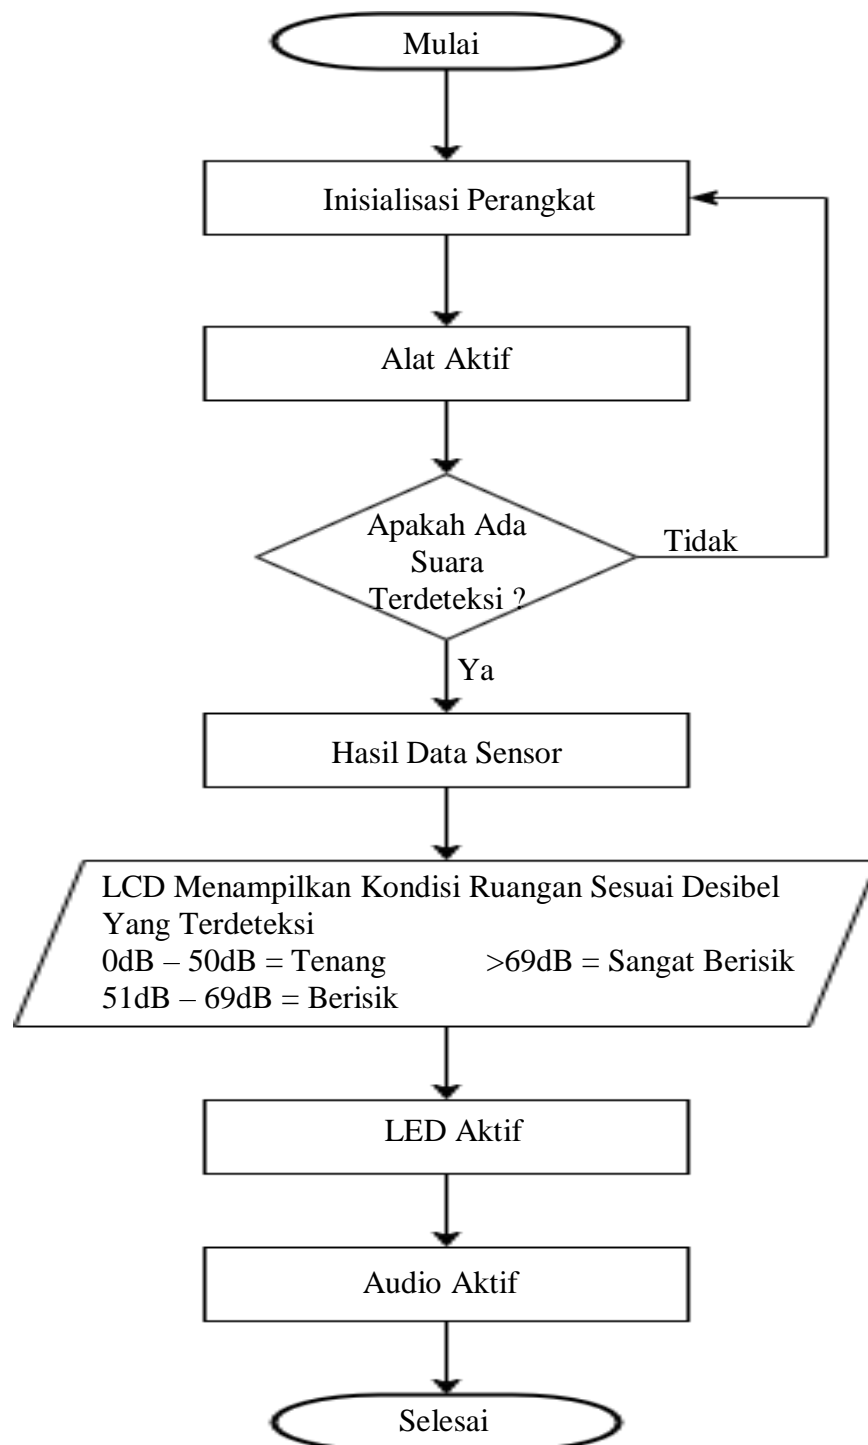 Mulai
Inisialisasi Perangkat
Alat Aktif
Apakah Ada
Suara
Terdeteksi ?
Tidak
Ya
Hasil Data Sensor
LCD Menampilkan Kondisi Ruangan Sesuai Desibel
Yang Terdeteksi
0dB – 50dB = Tenang >69dB = Sangat Berisik
51dB – 69dB = Berisik
LED Aktif
Audio Aktif
Selesai